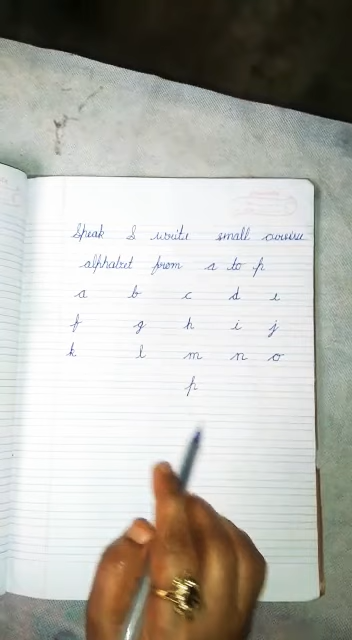 Speak & write small cursive
alphabet from a to p
a b c d e
f g h i j
k l m n o
p